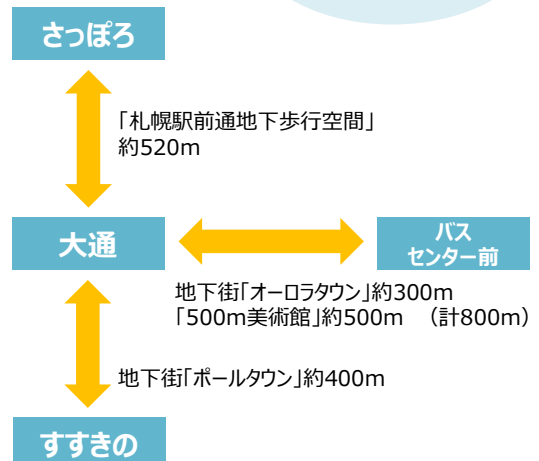 さっぽろ
「札幌駅前通地下歩行空間」
約520m
大通
バス
センター前
地下街「オーロラタウン」約300m
「500m美術館」約500m （計800m）
地下街「ポールタウン」約400m
すすきの